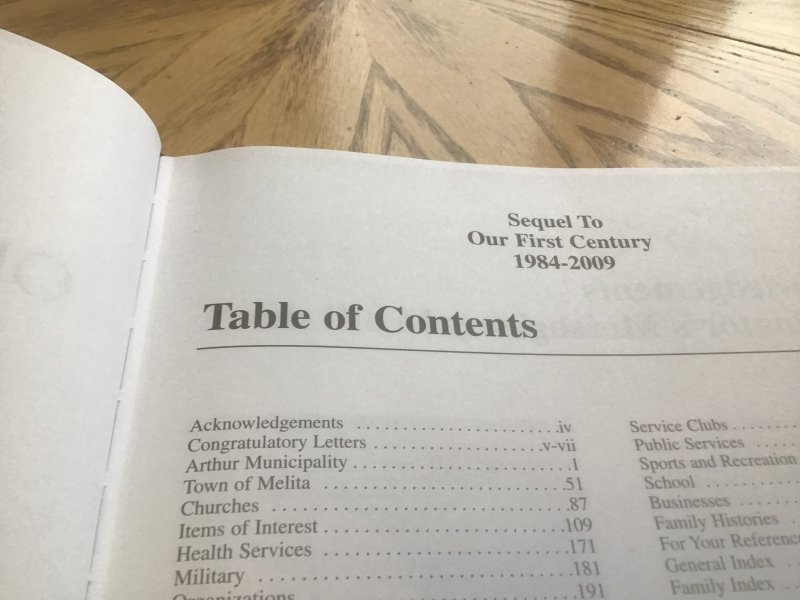 Sequel To
Our First Century
1984-2009
Table of Contents
Acknowledgements ..........................iv
Congratulatory Letters ......................v-vii
Arthur Municipality ..........................1
Town of Melita ..........................51
Churches ..........................87
Items of Interest ..........................109
Health Services ..........................171
Military ..........................181
Organizations ..........................191
Service Clubs ........
Public Services .....
Sports and Recreation
School ..........
Businesses .......
Family Histories .
For Your Reference
General Index ..
Family Index ..